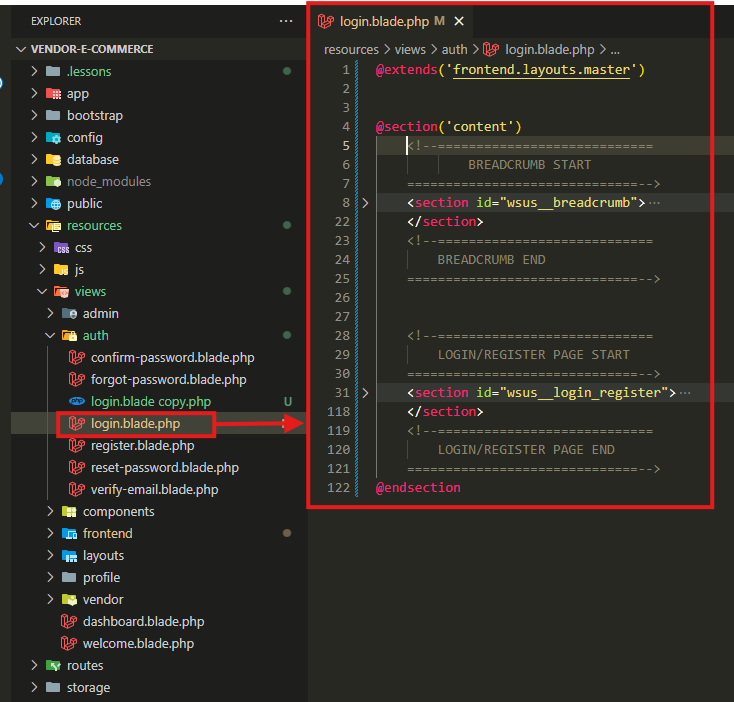 EXPLORER ...
VENDOR-E-COMMERCE
.lessons
app
bootstrap
config
database
node_modules
public
resources
css
js
views
admin
auth
confirm-password.blade.php
forgot-password.blade.php
login.blade copy.php U
login.blade.php
register.blade.php
reset-password.blade.php
verify-email.blade.php
components
frontend
layouts
profile
vendor
dashboard.blade.php
welcome.blade.php
routes
storage
login.blade.php M ×
resources > views > auth > login.blade.php > ...
1 @extends('frontend.layouts.master')
2
3
4 @section('content')
5 <!--============================
6 BREADCRUMB START
7 ==============================-->
8 <section id="wsus__breadcrumb">...
22 </section>
23 <!--============================
24 BREADCRUMB END
25 ==============================-->
26
27
28 <!--============================
29 LOGIN/REGISTER PAGE START
30 ==============================-->
31 <section id="wsus__login_register">...
118 </section>
119 <!--============================
120 LOGIN/REGISTER PAGE END
121 ==============================-->
122 @endsection